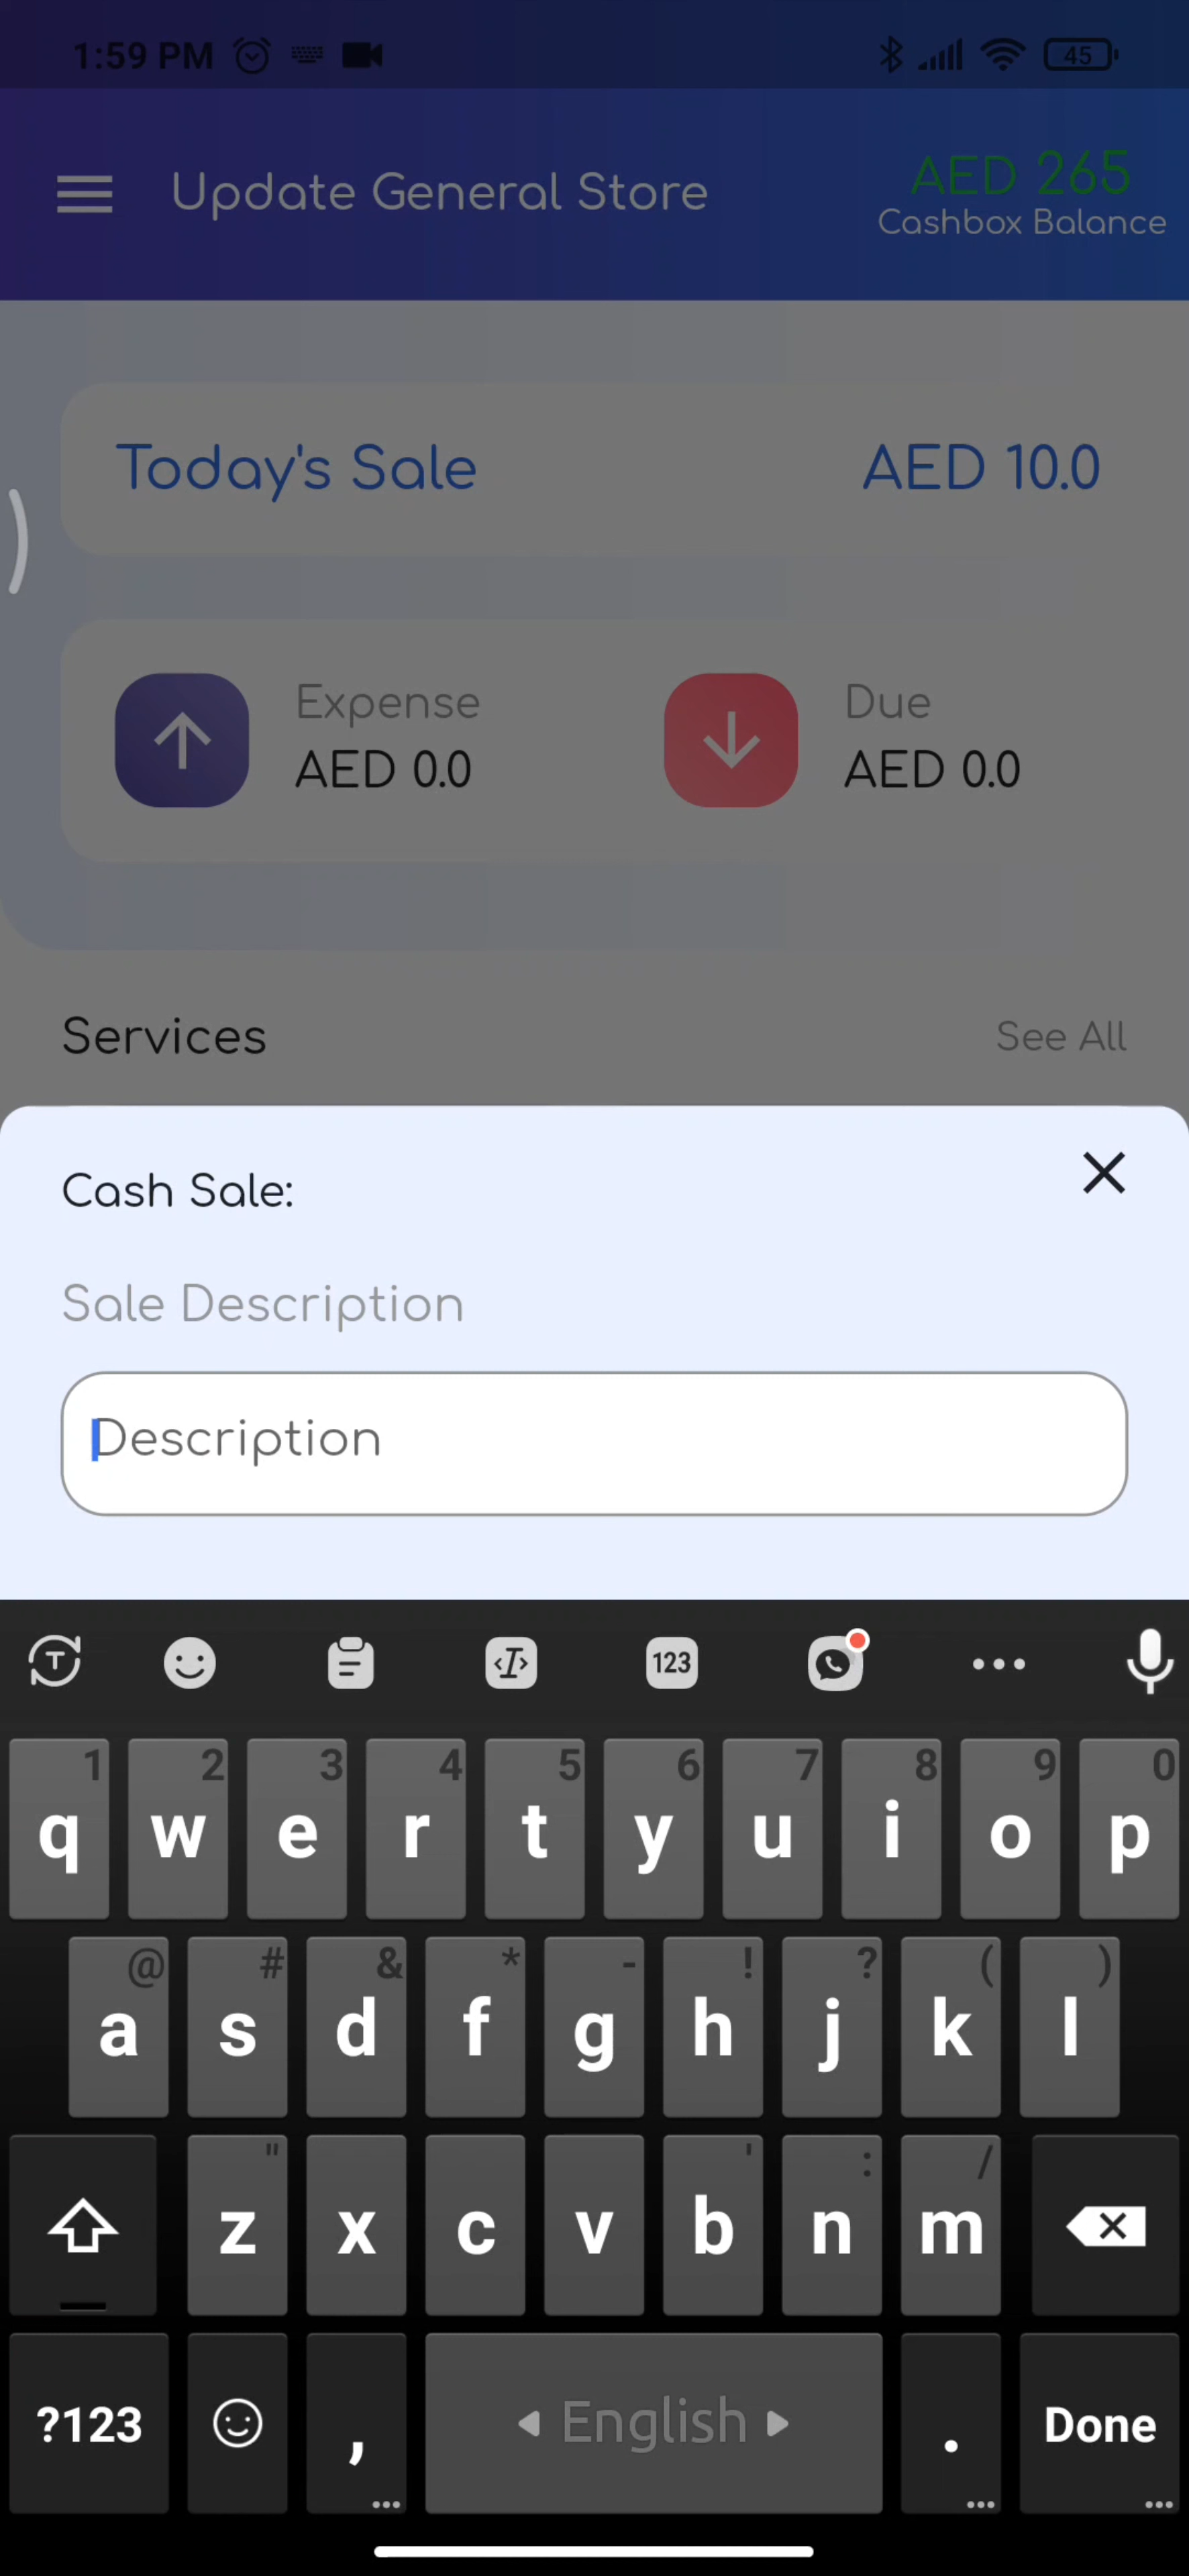 1:59 PM 45
Update General Store
AED 265
Cashbox Balance
Today's Sale AED 10.0
Expense Due
AED 0.0 AED 0.0
Services See All
Cash Sale:
Sale Description
Description
T 123
1 2 3 4 5 6 7 8 9 0
q w e r t y u i o p
@ # & * - ! ? ( )
a s d f g h j k l
" ' : /
z x c v b n m
?123 , English . Done